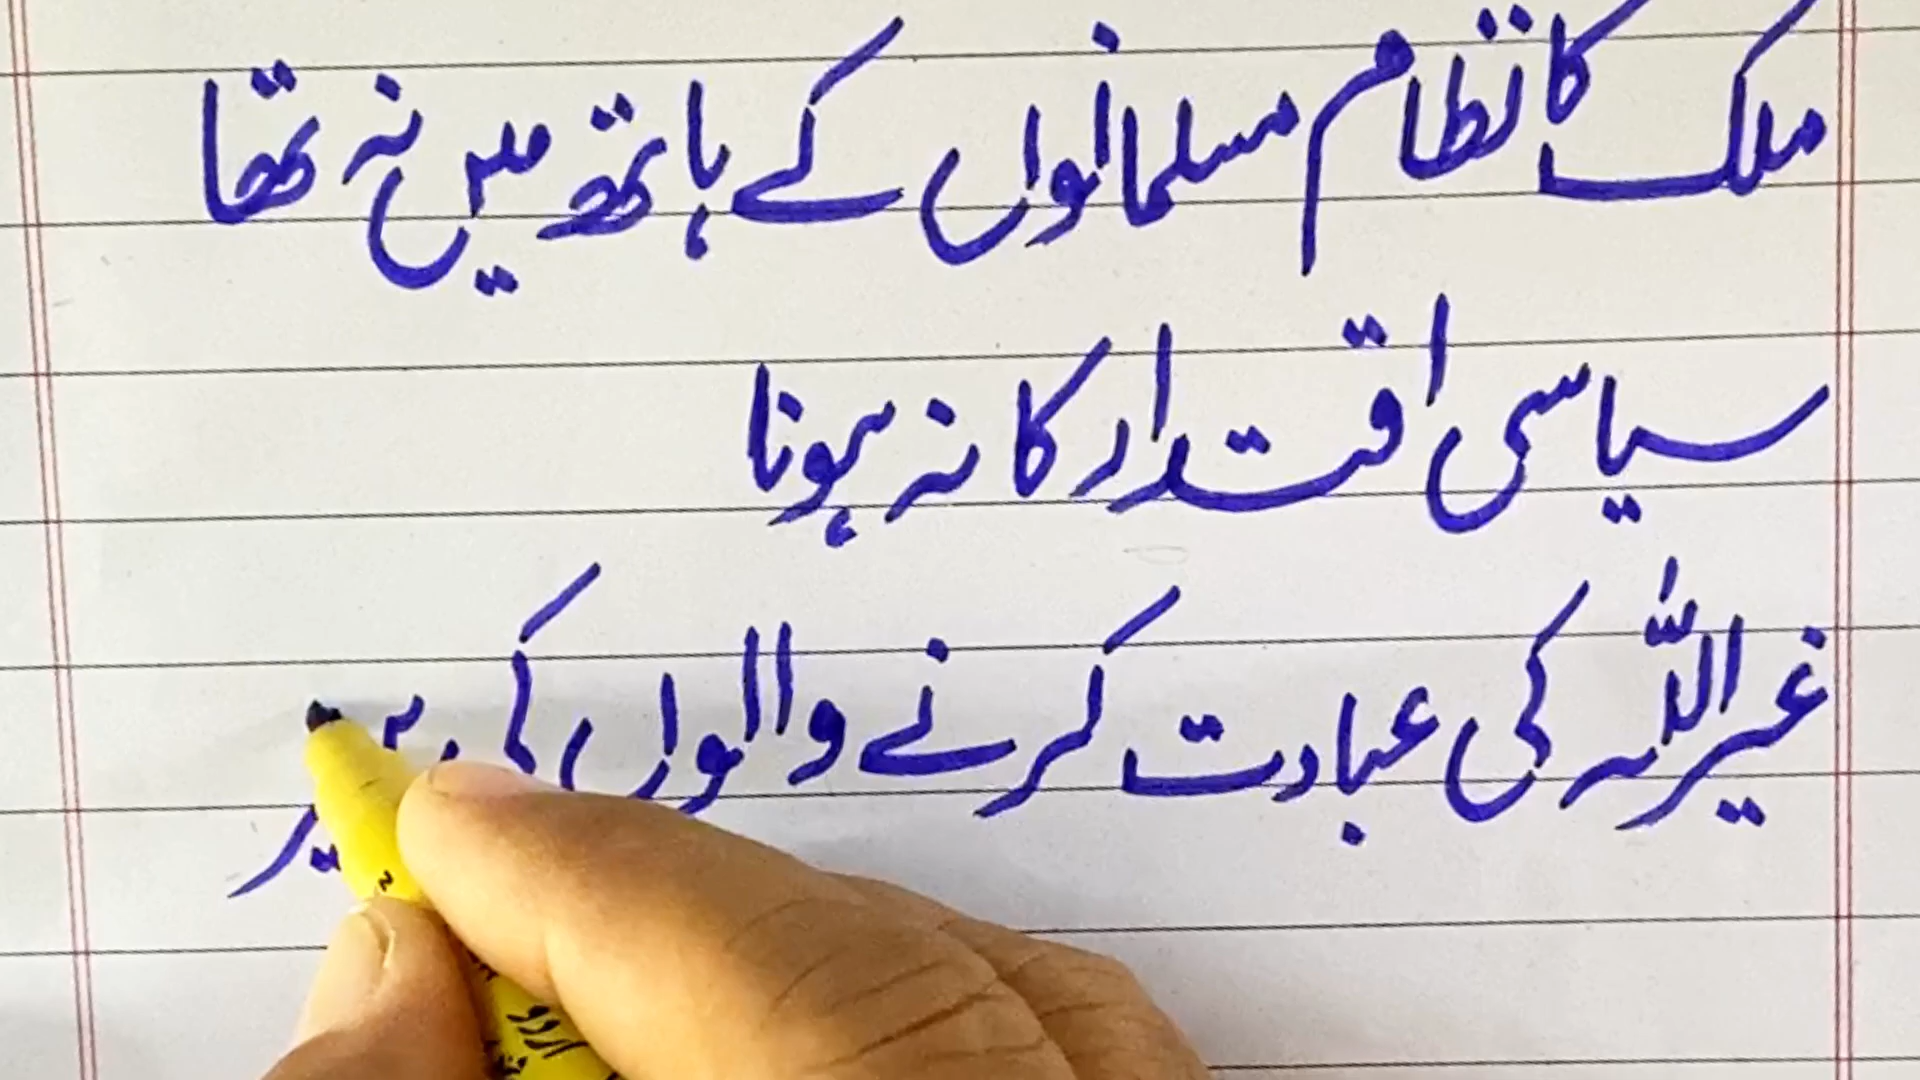 ملک کا نظام مسلمانوں کے ہاتھ میں نہ تھا
سیاسی اقتدار کا نہ ہونا
غیر اللہ کی عبادت کرنے والوں کی
اردو